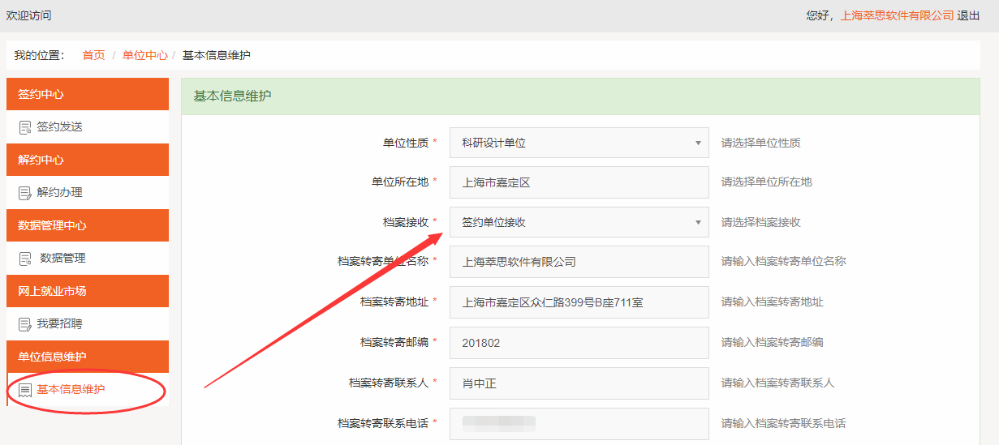 欢迎访问
您好，上海萃思软件有限公司 退出
我的位置： 首页 / 单位中心 / 基本信息维护
签约中心
签约发送
解约中心
解约办理
数据管理中心
数据管理
网上就业市场
我要招聘
单位信息维护
基本信息维护
基本信息维护
单位性质 * 科研设计单位 请选择单位性质
单位所在地 * 上海市嘉定区 请选择单位所在地
档案接收 * 签约单位接收 请选择档案接收
档案转寄单位名称 * 上海萃思软件有限公司 请输入档案转寄单位名称
档案转寄地址 * 上海市嘉定区众仁路399号B座711室 请输入档案转寄地址
档案转寄邮编 * 201802 请输入档案转寄邮编
档案转寄联系人 * 肖中正 请输入档案转寄联系人
档案转寄联系电话 * 请输入档案转寄联系电话